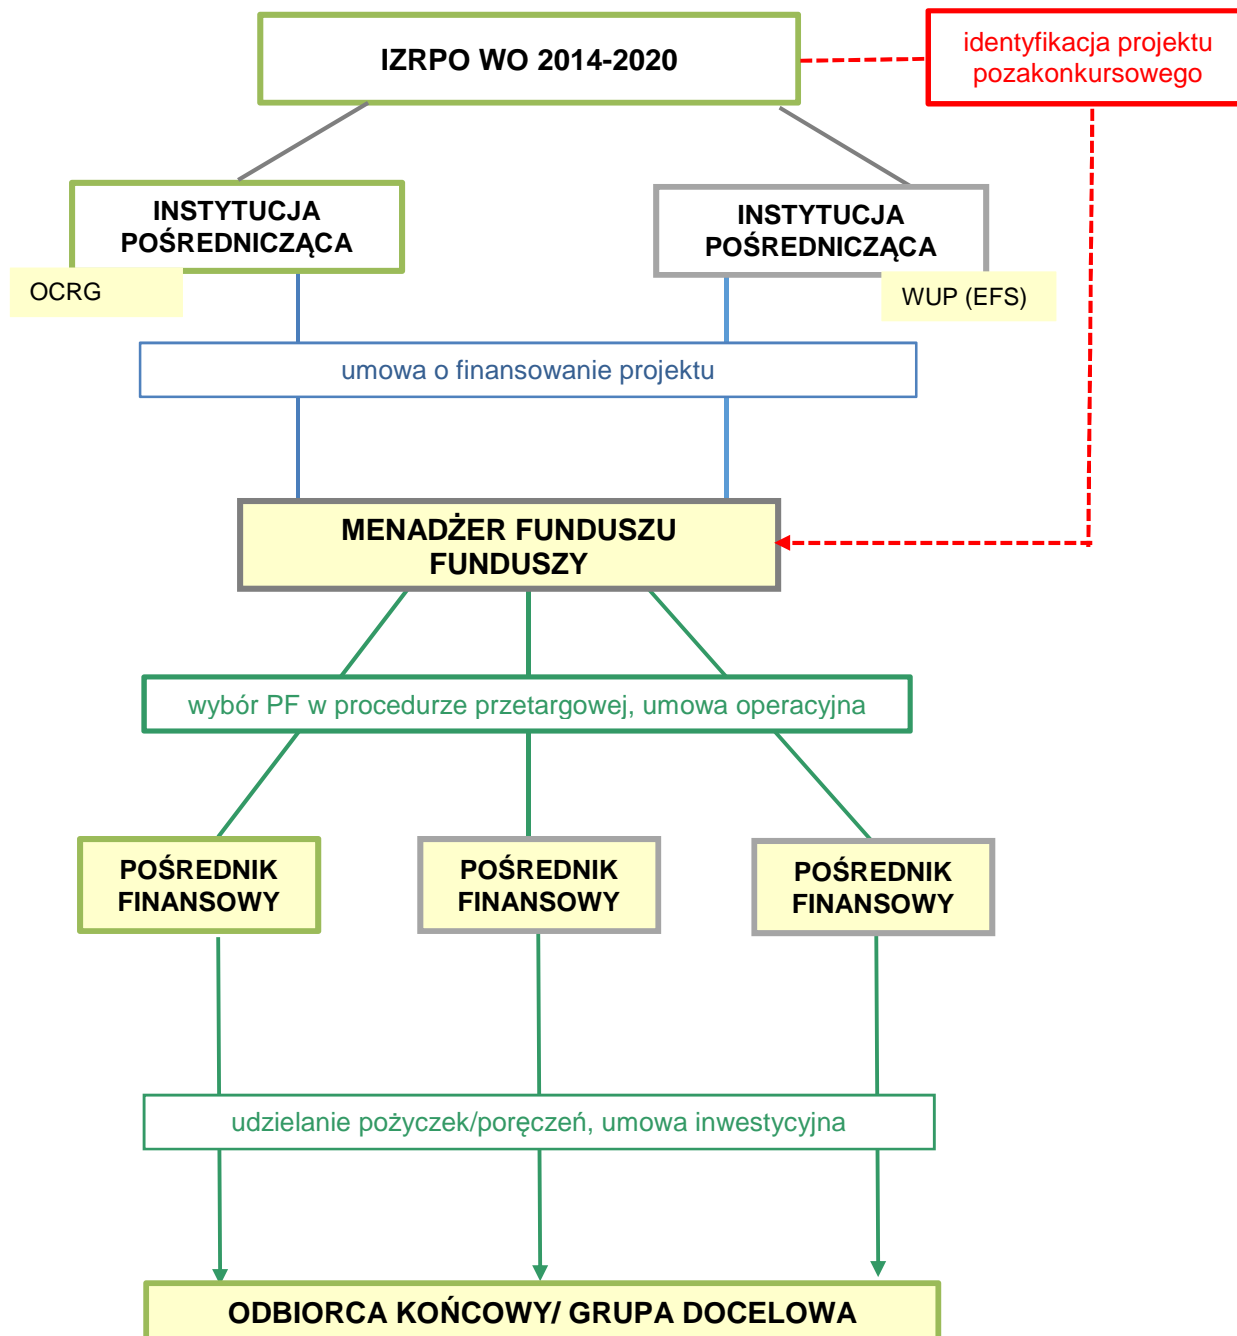 IZRPO WO 2014-2020
identyfikacja projektu
pozakonkursowego
INSTYTUCJA
POŚREDNICZĄCA
OCRG
INSTYTUCJA
POŚREDNICZĄCA
WUP (EFS)
umowa o finansowanie projektu
MENADŻER FUNDUSZU
FUNDUSZY
wybór PF w procedurze przetargowej, umowa operacyjna
POŚREDNIK
FINANSOWY
POŚREDNIK
FINANSOWY
POŚREDNIK
FINANSOWY
udzielanie pożyczek/poręczeń, umowa inwestycyjna
ODBIORCA KOŃCOWY/ GRUPA DOCELOWA